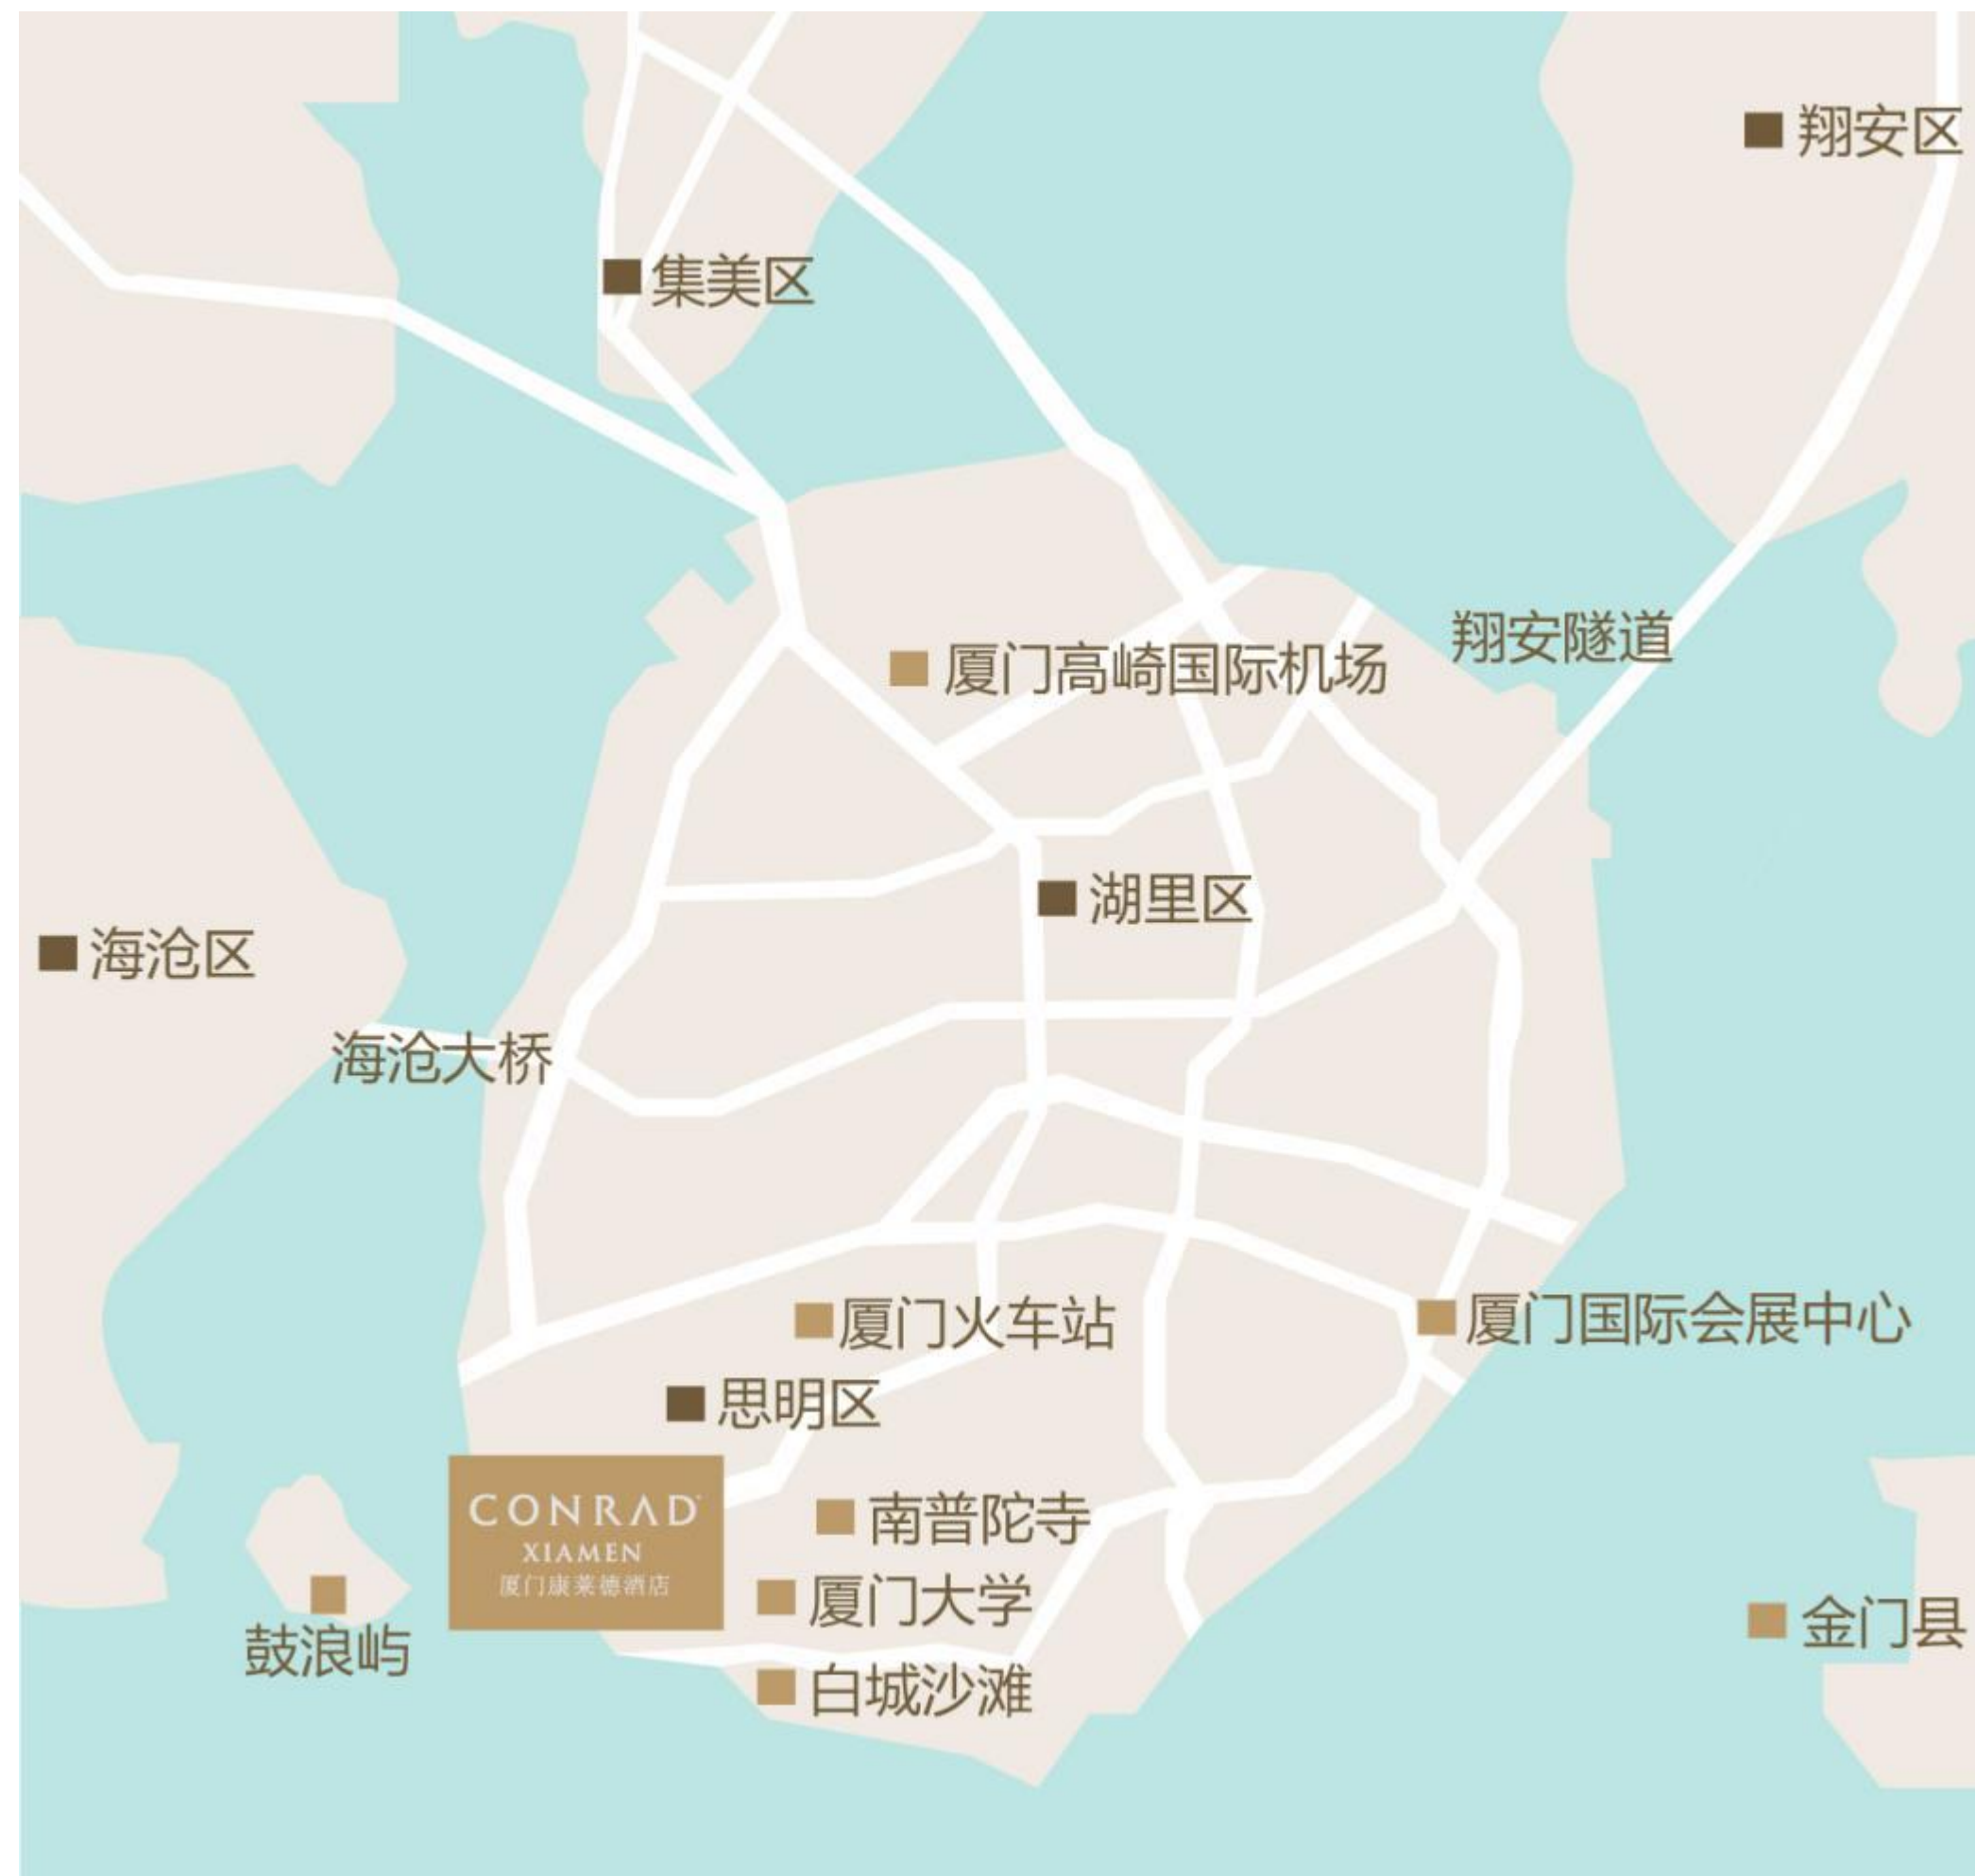 翔安区
集美区
翔安隧道
厦门高崎国际机场
湖里区
海沧区
海沧大桥
厦门火车站
厦门国际会展中心
思明区
CONRAD
XIAMEN
厦门康莱德酒店
南普陀寺
厦门大学
鼓浪屿
金门县
白城沙滩